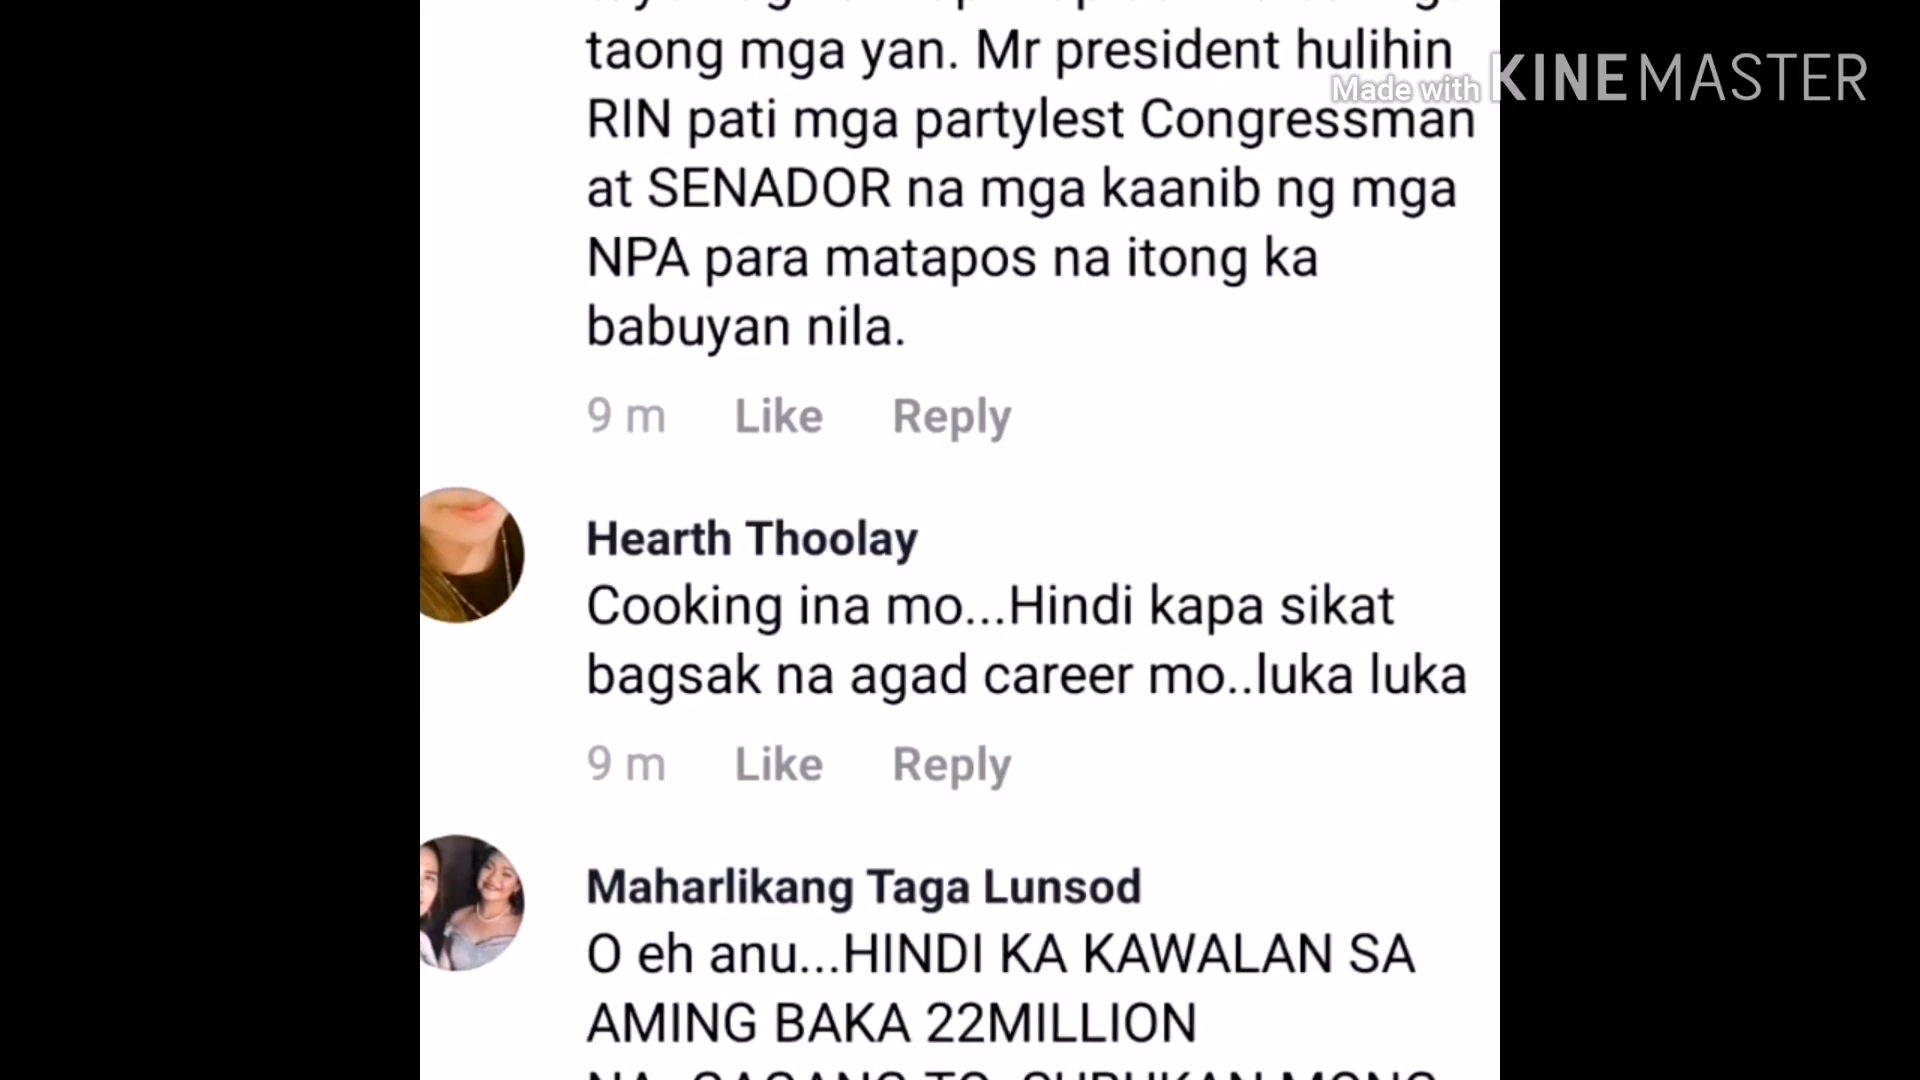 taong mga yan. Mr president hulihin
Made with KINEMASTER
RIN pati mga partylest Congressman
at SENADOR na mga kaanib ng mga
NPA para matapos na itong ka
babuyan nila.
9 m Like Reply
Hearth Thoolay
Cooking ina mo...Hindi kapa sikat
bagsak na agad career mo..luka luka
9 m Like Reply
Maharlikang Taga Lunsod
O eh anu...HINDI KA KAWALAN SA
AMING BAKA 22MILLION